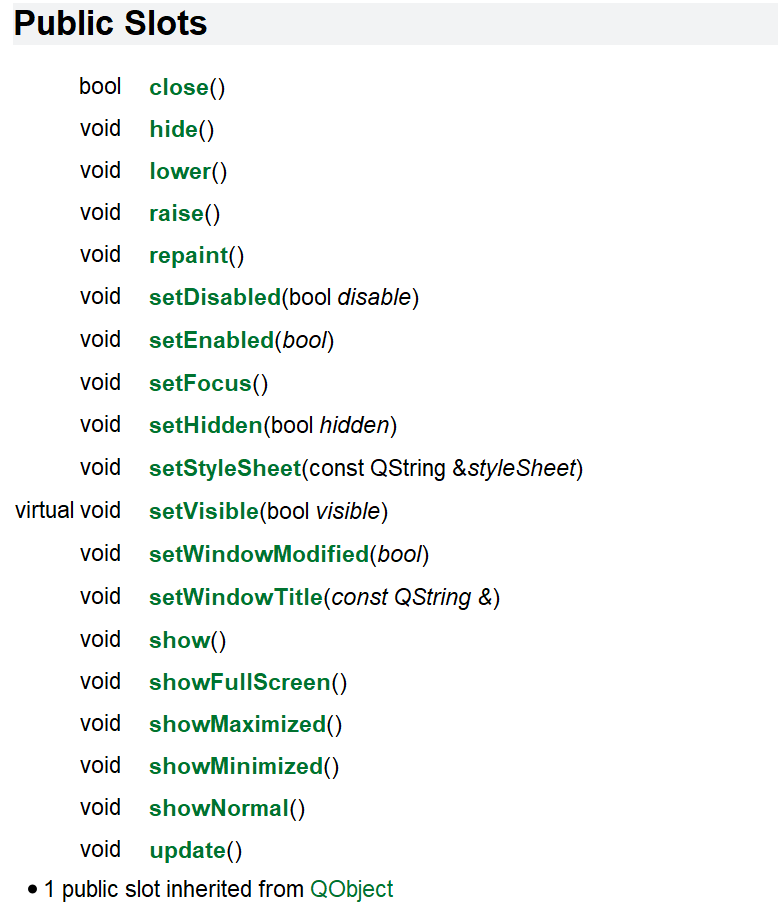 Public Slots
bool close()
void hide()
void lower()
void raise()
void repaint()
void setDisabled(bool disable)
void setEnabled(bool)
void setFocus()
void setHidden(bool hidden)
void setStyleSheet(const QString &styleSheet)
virtual void setVisible(bool visible)
void setWindowModified(bool)
void setWindowTitle(const QString &)
void show()
void showFullScreen()
void showMaximized()
void showMinimized()
void showNormal()
void update()
• 1 public slot inherited from QObject